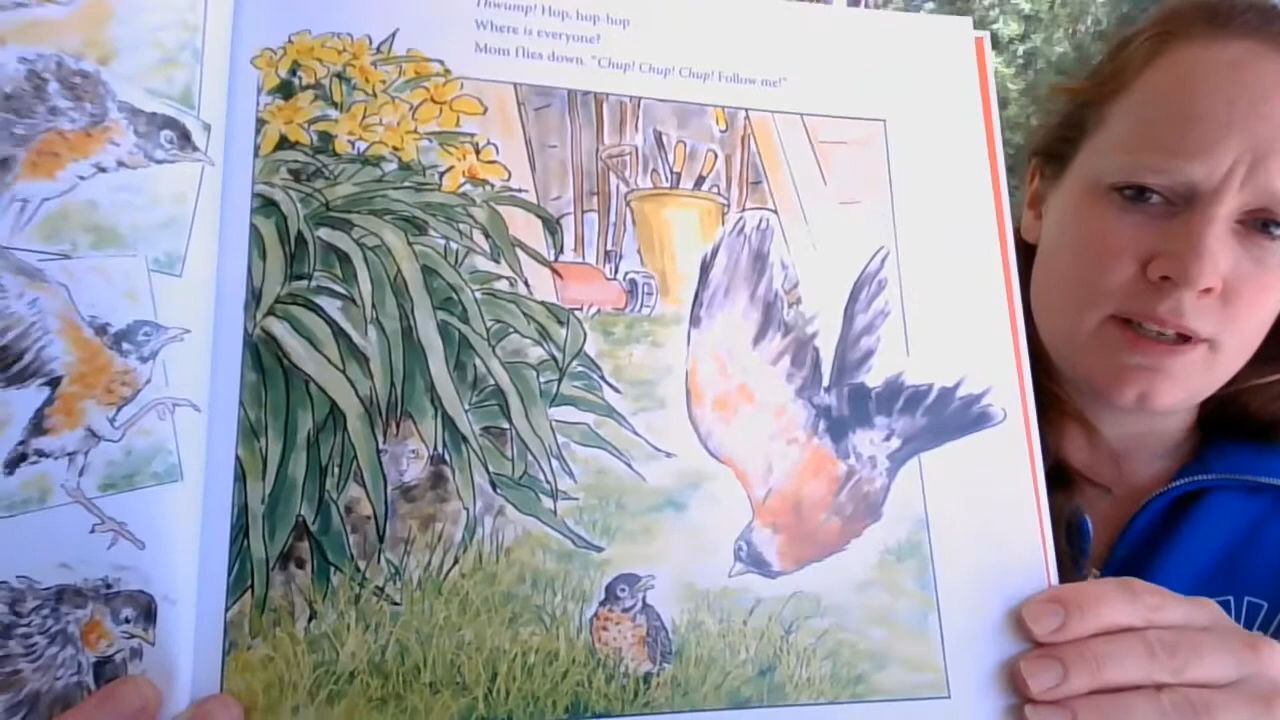 Thwump! Hop, hop-hop
Where is everyone?
Mom flies down. "Chup! Chup! Chup! Follow me!"